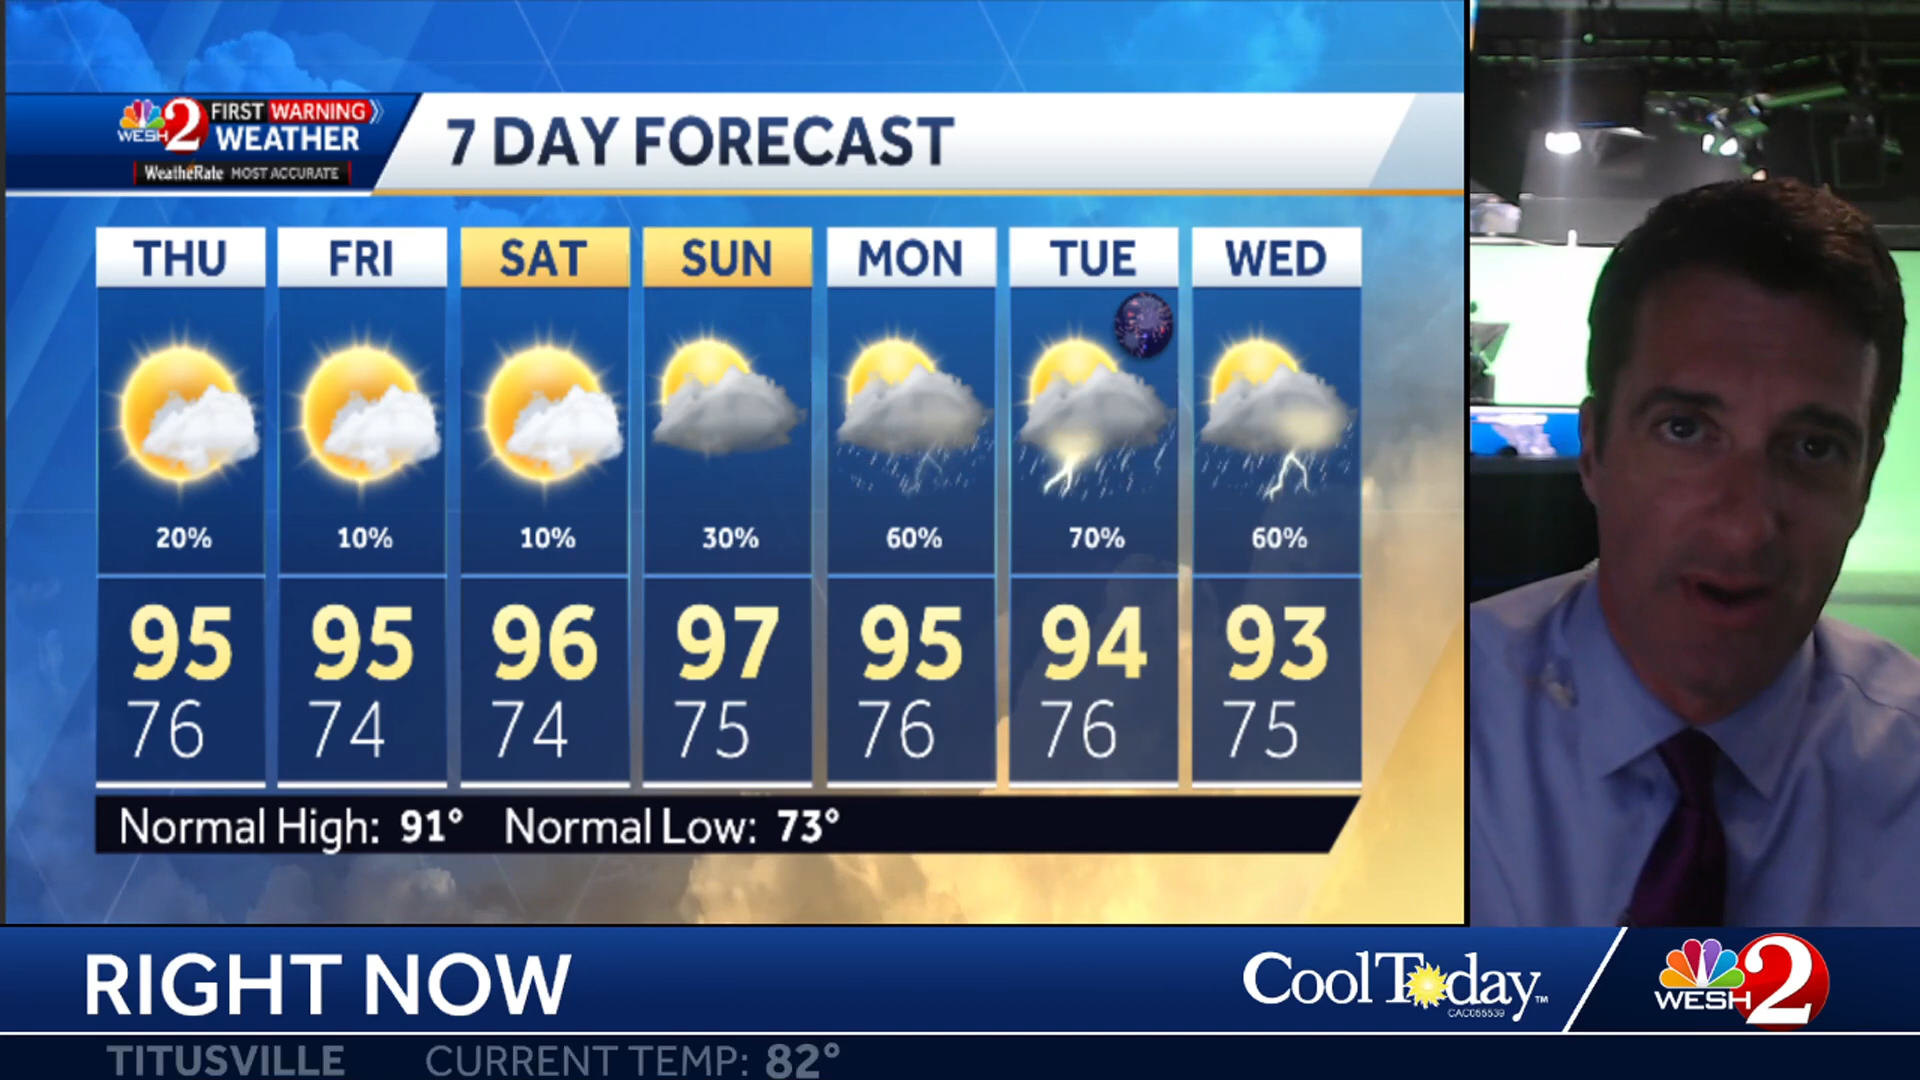 WESH 2 FIRST WARNING WEATHER
WeatheRate MOST ACCURATE
7 DAY FORECAST
THU FRI SAT SUN MON TUE WED
20% 10% 10% 30% 60% 70% 60%
95 95 96 97 95 94 93
76 74 74 75 76 76 75
Normal High: 91° Normal Low: 73°
RIGHT NOW
CoolToday™
CAC055539
WESH 2
TITUSVILLE CURRENT TEMP: 82°